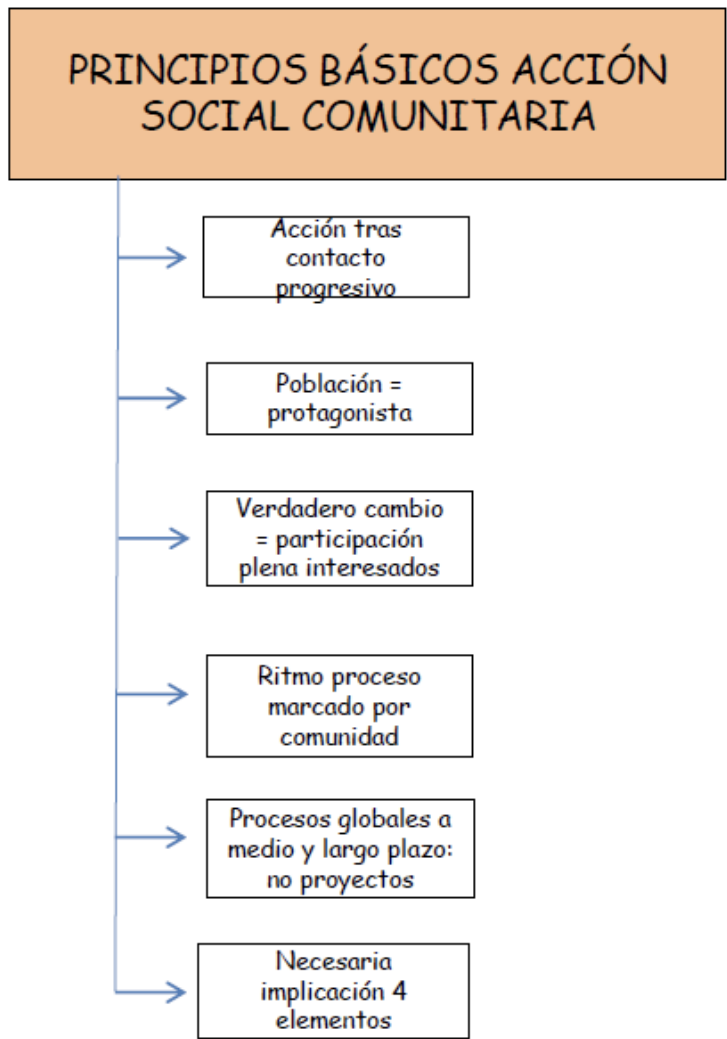 PRINCIPIOS BÁSICOS ACCIÓN
SOCIAL COMUNITARIA
Acción tras
contacto
progresivo
Población =
protagonista
Verdadero cambio
= participación
plena interesados
Ritmo proceso
marcado por
comunidad
Procesos globales a
medio y largo plazo:
no proyectos
Necesaria
implicación 4
elementos